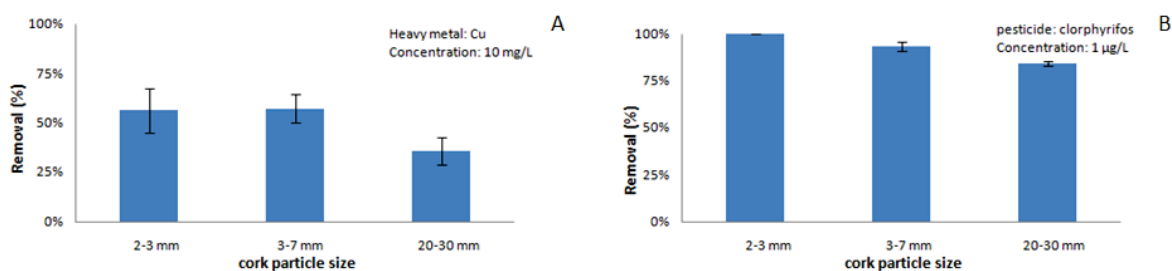 A
Heavy metal: Cu
Concentration: 10 mg/L
Removal (%)
100%
75%
50%
25%
0%
2-3 mm
3-7 mm
20-30 mm
cork particle size
B
pesticide: clorphyrifos
Concentration: 1 µg/L
Removal (%)
100%
75%
50%
25%
0%
2-3 mm
3-7 mm
20-30 mm
cork particle size